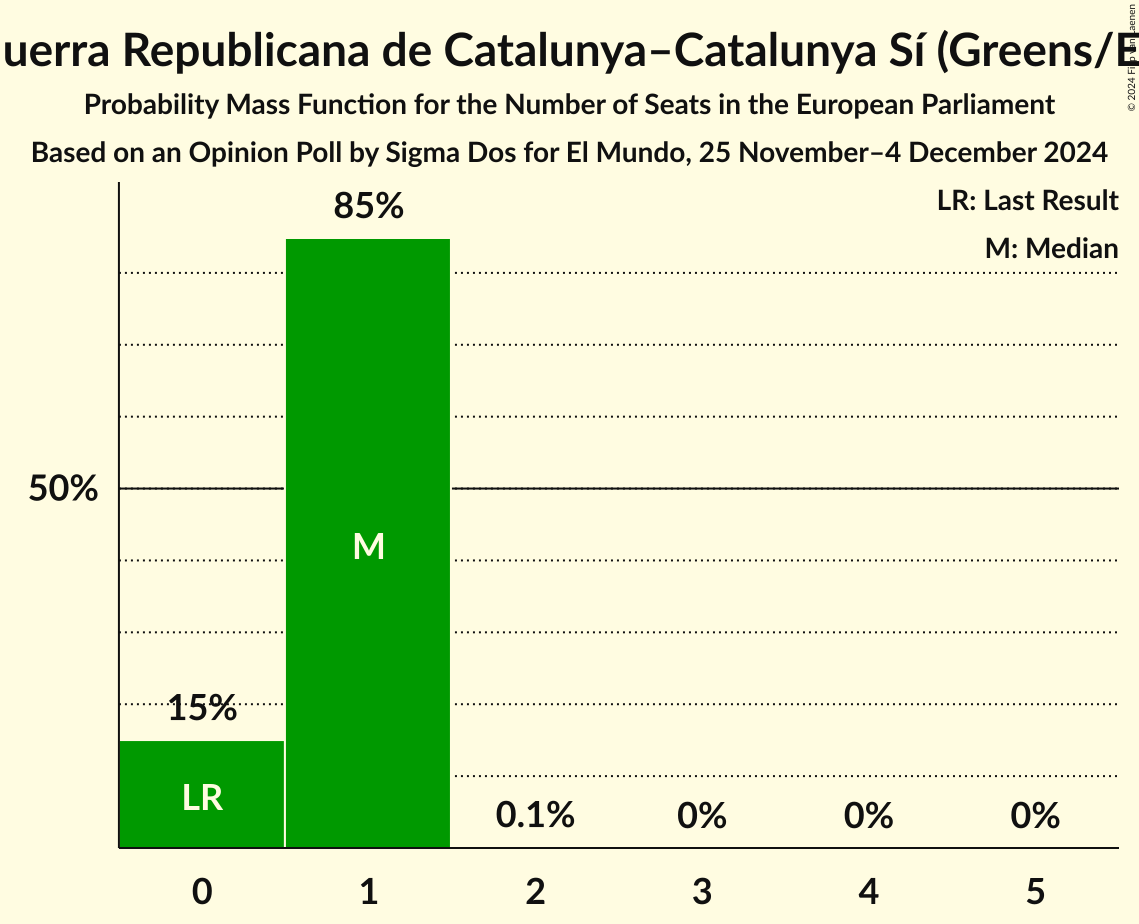 uerra Republicana de Catalunya–Catalunya Sí (Greens/E
Probability Mass Function for the Number of Seats in the European Parliament
Based on an Opinion Poll by Sigma Dos for El Mundo, 25 November–4 December 2024
LR: Last Result
M: Median
85%
50%
M
15%
LR
0.1%
0%
0%
0%
0
1
2
3
4
5
© 2024